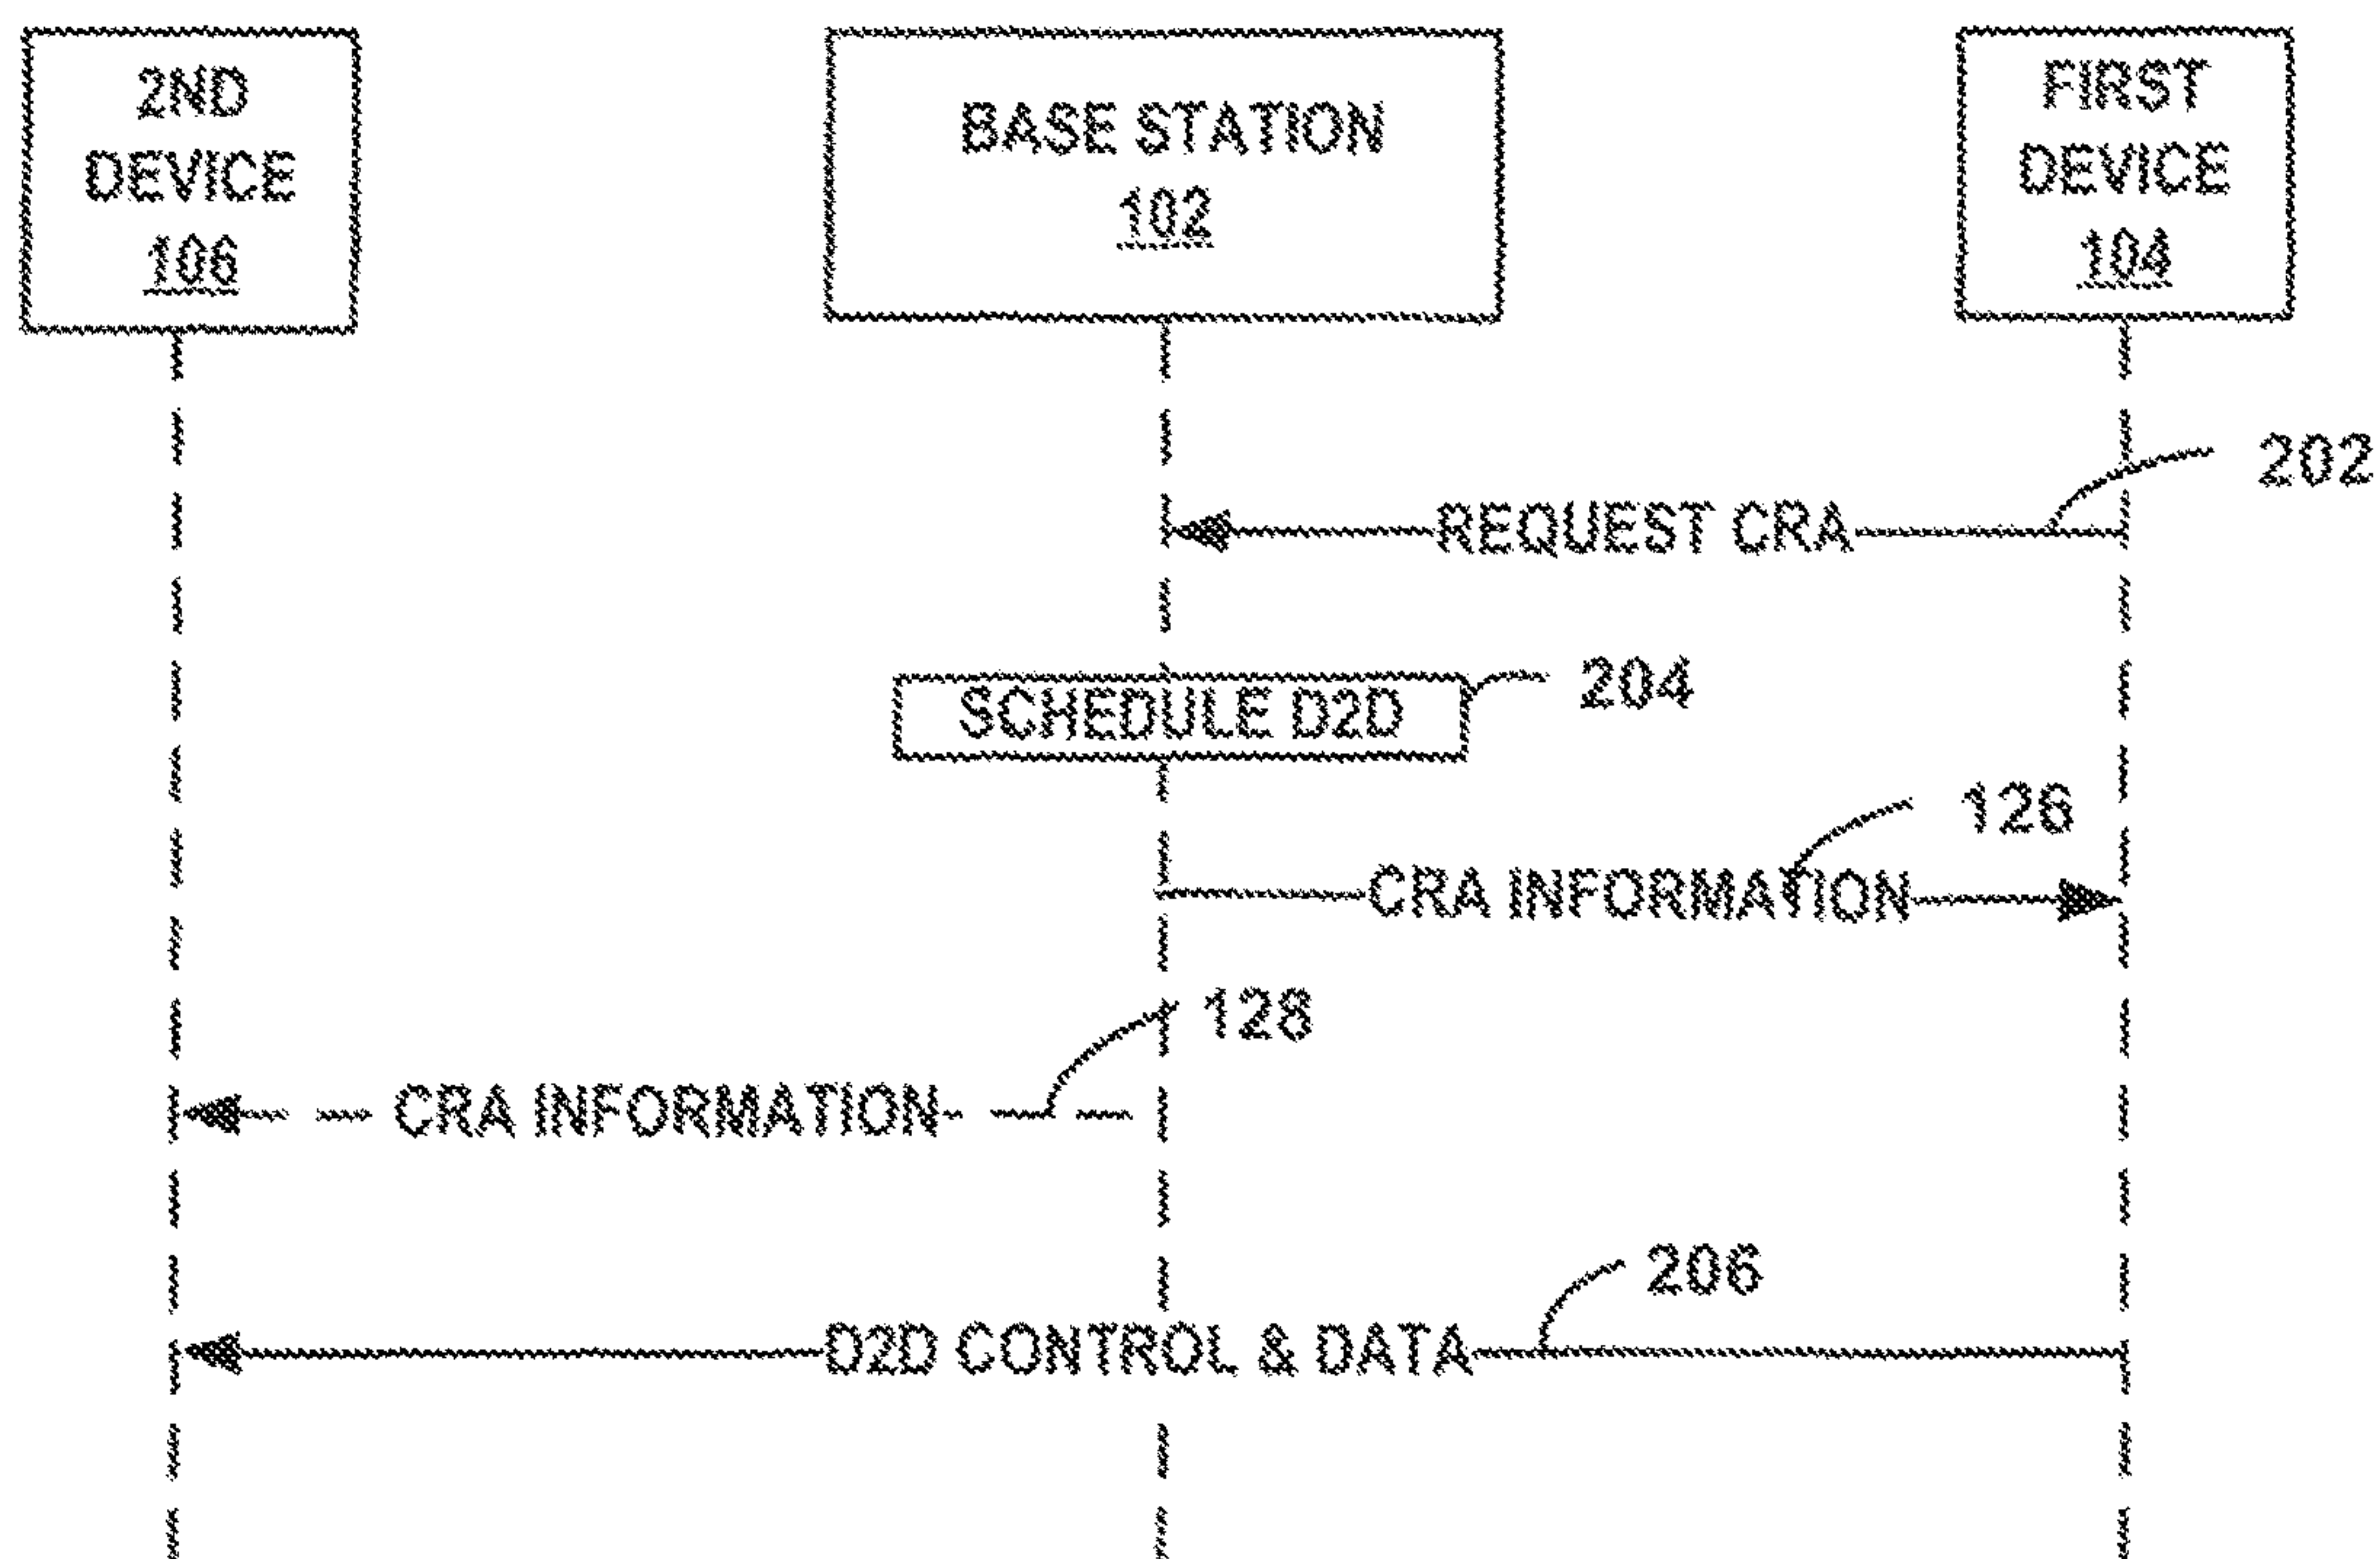 2ND
DEVICE
106
BASE STATION
102
FIRST
DEVICE
104
202
REQUEST CRA
SCHEDULE D2D
204
126
CRA INFORMATION
128
CRA INFORMATION
206
D2D CONTROL & DATA